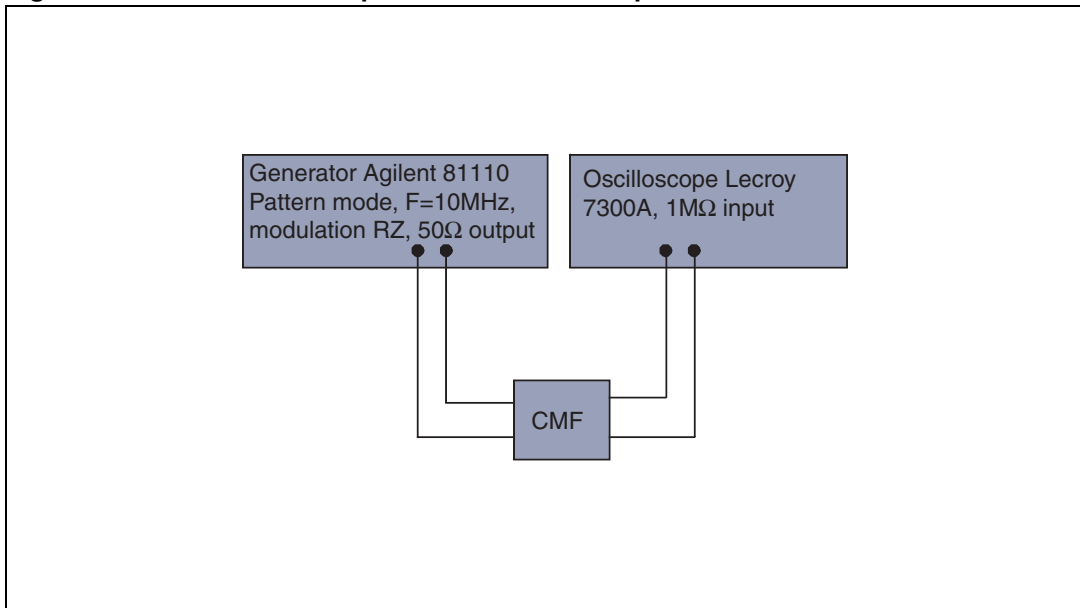 Generator Agilent 81110
Pattern mode, F=10MHz,
modulation RZ, 50Ω output
Oscilloscope Lecroy
7300A, 1MΩ input
CMF